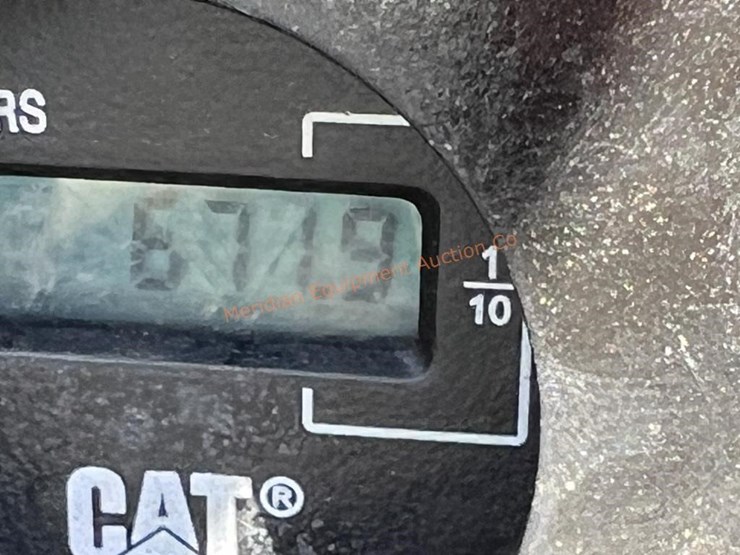 RS
6719
Meridian Equipment Auction Co
1
10
CAT®